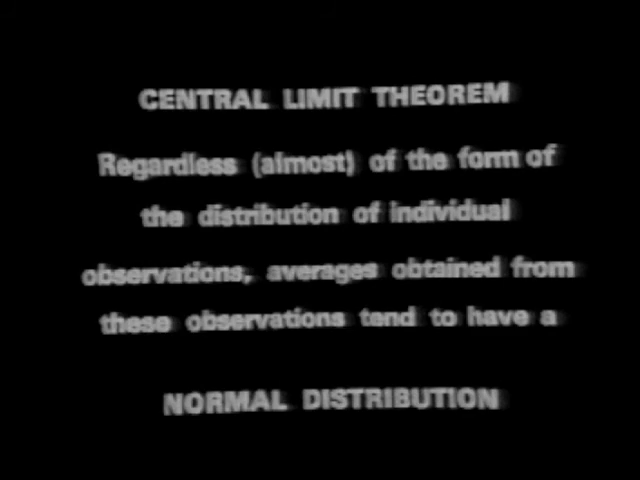 CENTRAL LIMIT THEOREM
Regardless (almost) of the form of
the distribution of individual
observations, averages obtained from
these observations tend to have a
NORMAL DISTRIBUTION